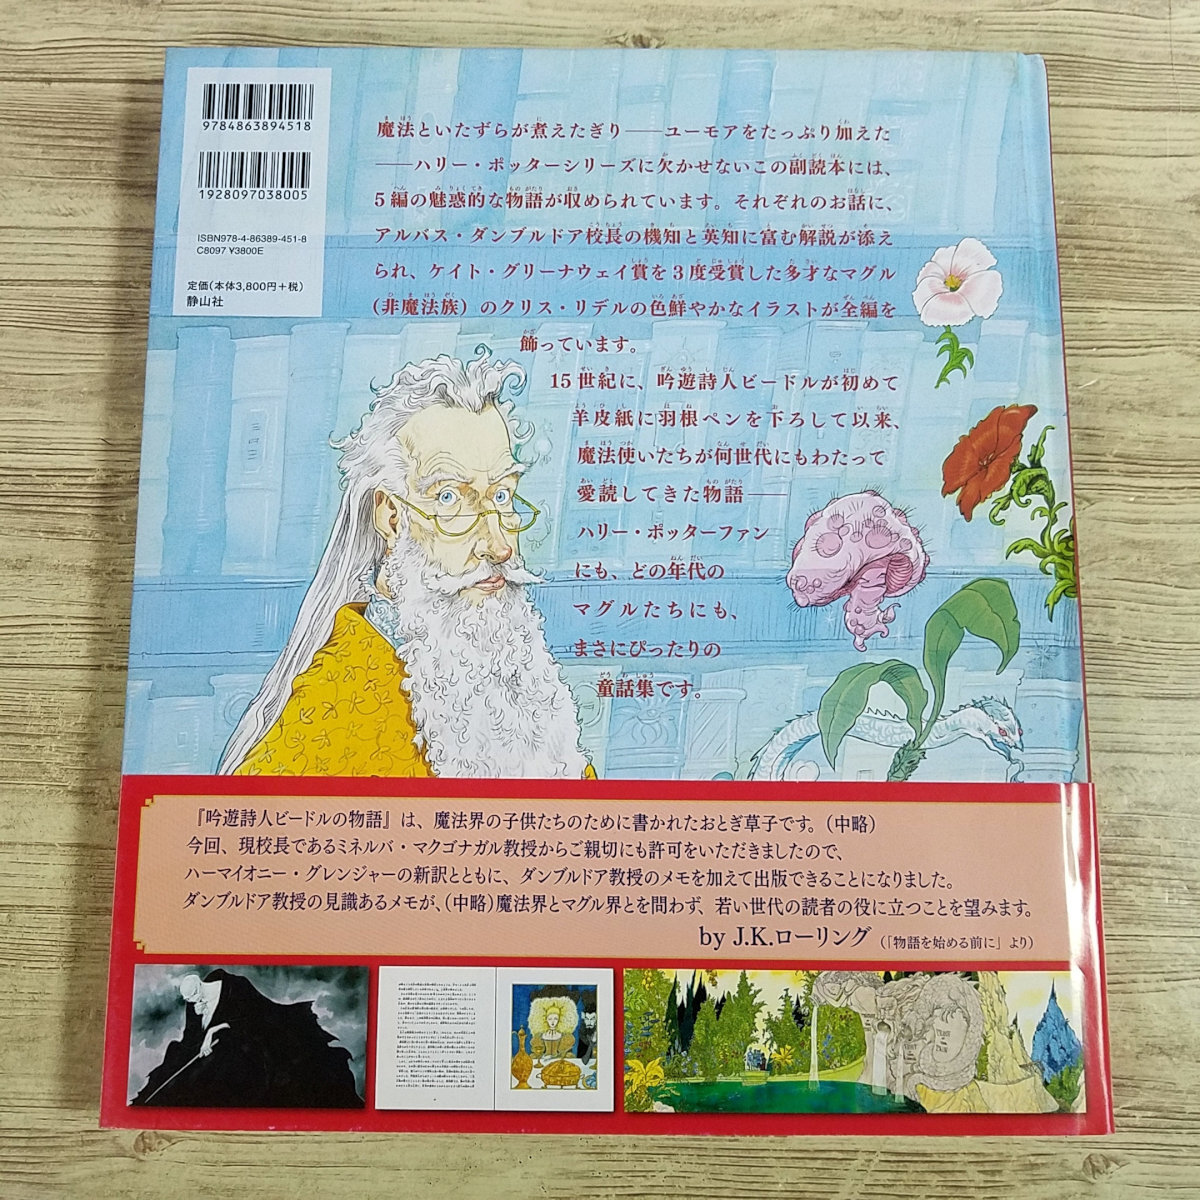 9784863894518
1928097038005
ISBN978-4-86389-451-8
C8097 ¥3800E
定価(本体3,800円+税)
静山社
魔法といたずらが煮えたぎり――ユーモアをたっぷり加えた
――ハリー・ポッターシリーズに欠かせないこの副読本には、
5編の魅惑的な物語が収められています。それぞれのお話に、
アルバス・ダンブルドア校長の機知と英知に富む解説が添え
られ、ケイト・グリーナウェイ賞を3度受賞した多才なマグル
(非魔法族)のクリス・リデルの色鮮やかなイラストが全編を
飾っています。
15世紀に、吟遊詩人ビードルが初めて
羊皮紙に羽根ペンを下ろして以来、
魔法使いたちが何世代にもわたって
愛読してきた物語――
ハリー・ポッターファン
にも、どの年代の
マグルたちにも、
まさにぴったりの
童話集です。
『吟遊詩人ビードルの物語』は、魔法界の子供たちのために書かれたおとぎ草子です。(中略)
今回、現校長であるミネルバ・マクゴナガル教授からご親切にも許可をいただきましたので、
ハーマイオニー・グレンジャーの新訳とともに、ダンブルドア教授のメモを加えて出版できることになりました。
ダンブルドア教授の見識あるメモが、(中略)魔法界とマグル界とを問わず、若い世代の読者の役に立つことを望みます。
by J.K.ローリング(「物語を始める前に」より)